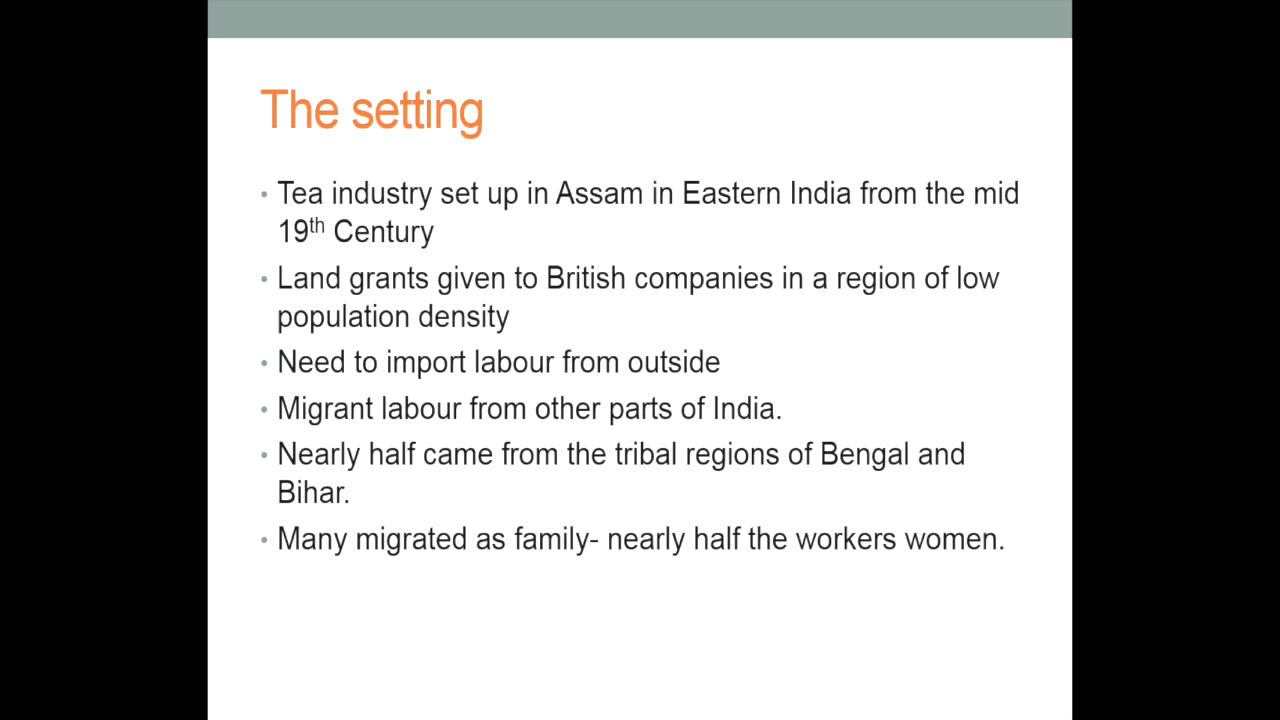 The setting
• Tea industry set up in Assam in Eastern India from the mid
19th Century
• Land grants given to British companies in a region of low
population density
• Need to import labour from outside
• Migrant labour from other parts of India.
• Nearly half came from the tribal regions of Bengal and
Bihar.
• Many migrated as family- nearly half the workers women.